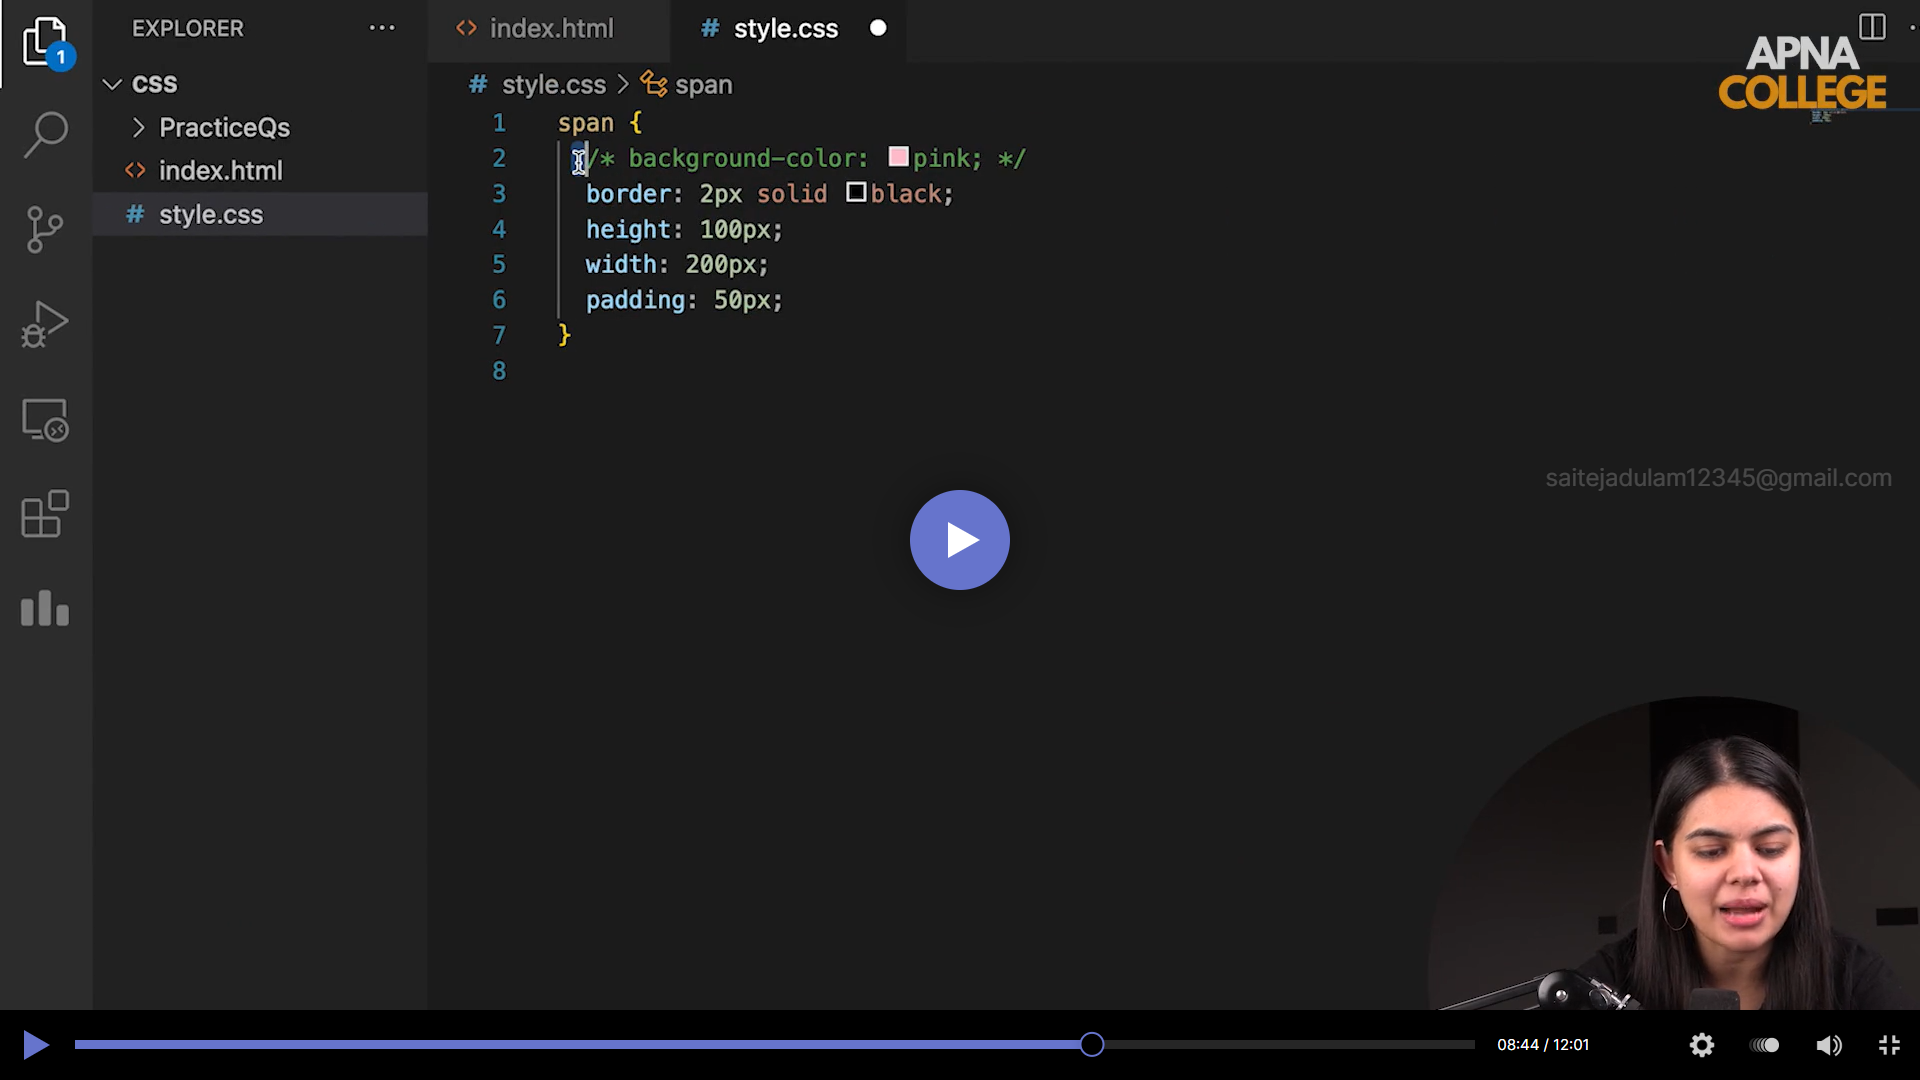 EXPLORER
index.html
# style.css
1
CSS
# style.css > span
PracticeQs
index.html
# style.css
APNA
COLLEGE
1 span {
2 /* background-color: pink; */
3 border: 2px solid black;
4 height: 100px;
5 width: 200px;
6 padding: 50px;
7 }
8
saitejadulam12345@gmail.com
08:44 / 12:01